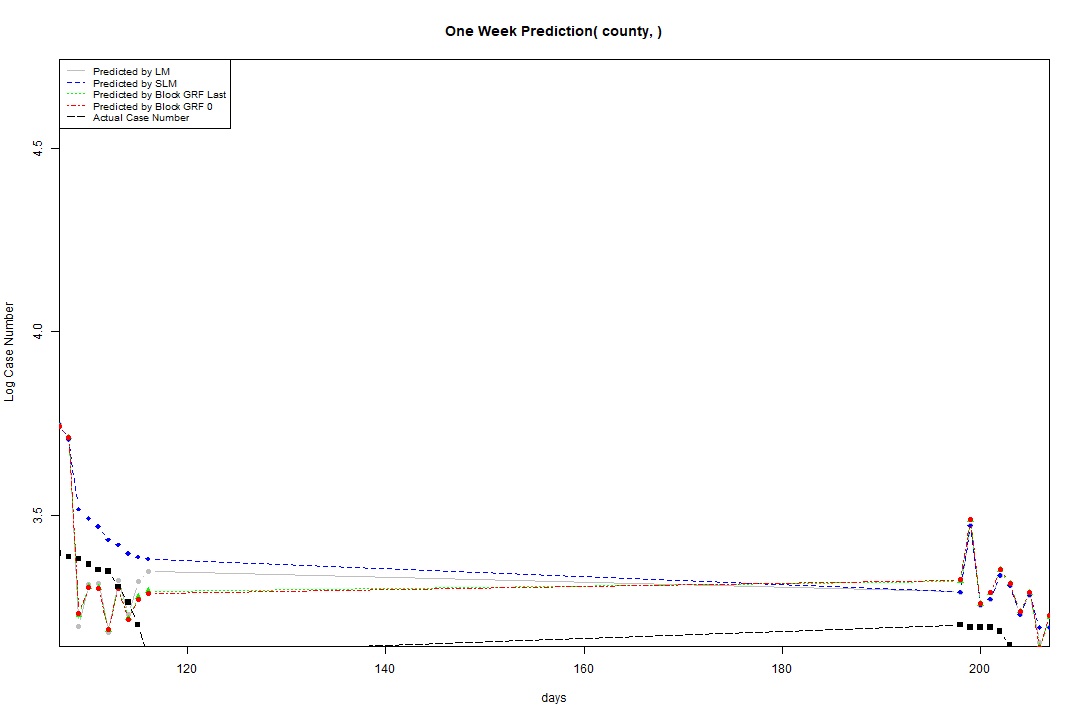 One Week Prediction( county, )
Predicted by LM
Predicted by SLM
Predicted by Block GRF Last
Predicted by Block GRF 0
Actual Case Number
4.5
4.0
3.5
Log Case Number
120 140 160 180 200
days